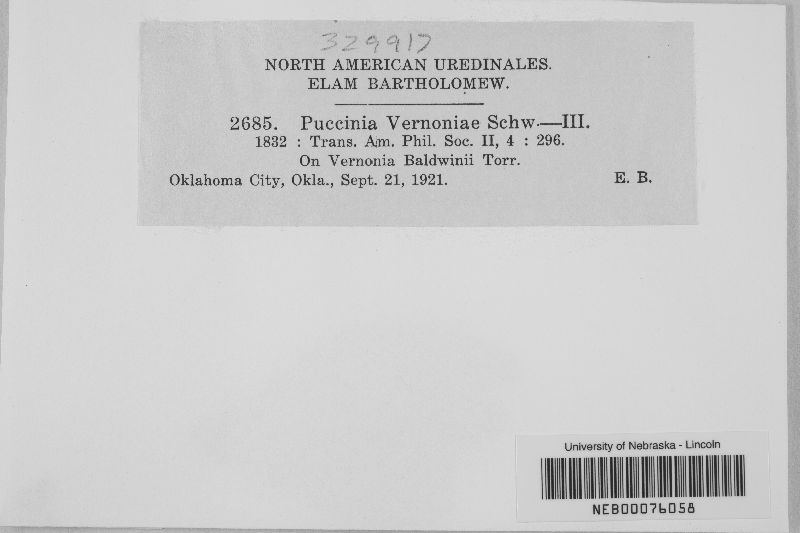 329917
NORTH AMERICAN UREDINALES.
ELAM BARTHOLOMEW.
2685. Puccinia Vernoniae Schw.—III.
1832 : Trans. Am. Phil. Soc. II, 4 : 296.
On Vernonia Baldwinii Torr.
Oklahoma City, Okla., Sept. 21, 1921. E. B.
University of Nebraska - Lincoln
NEB00076058